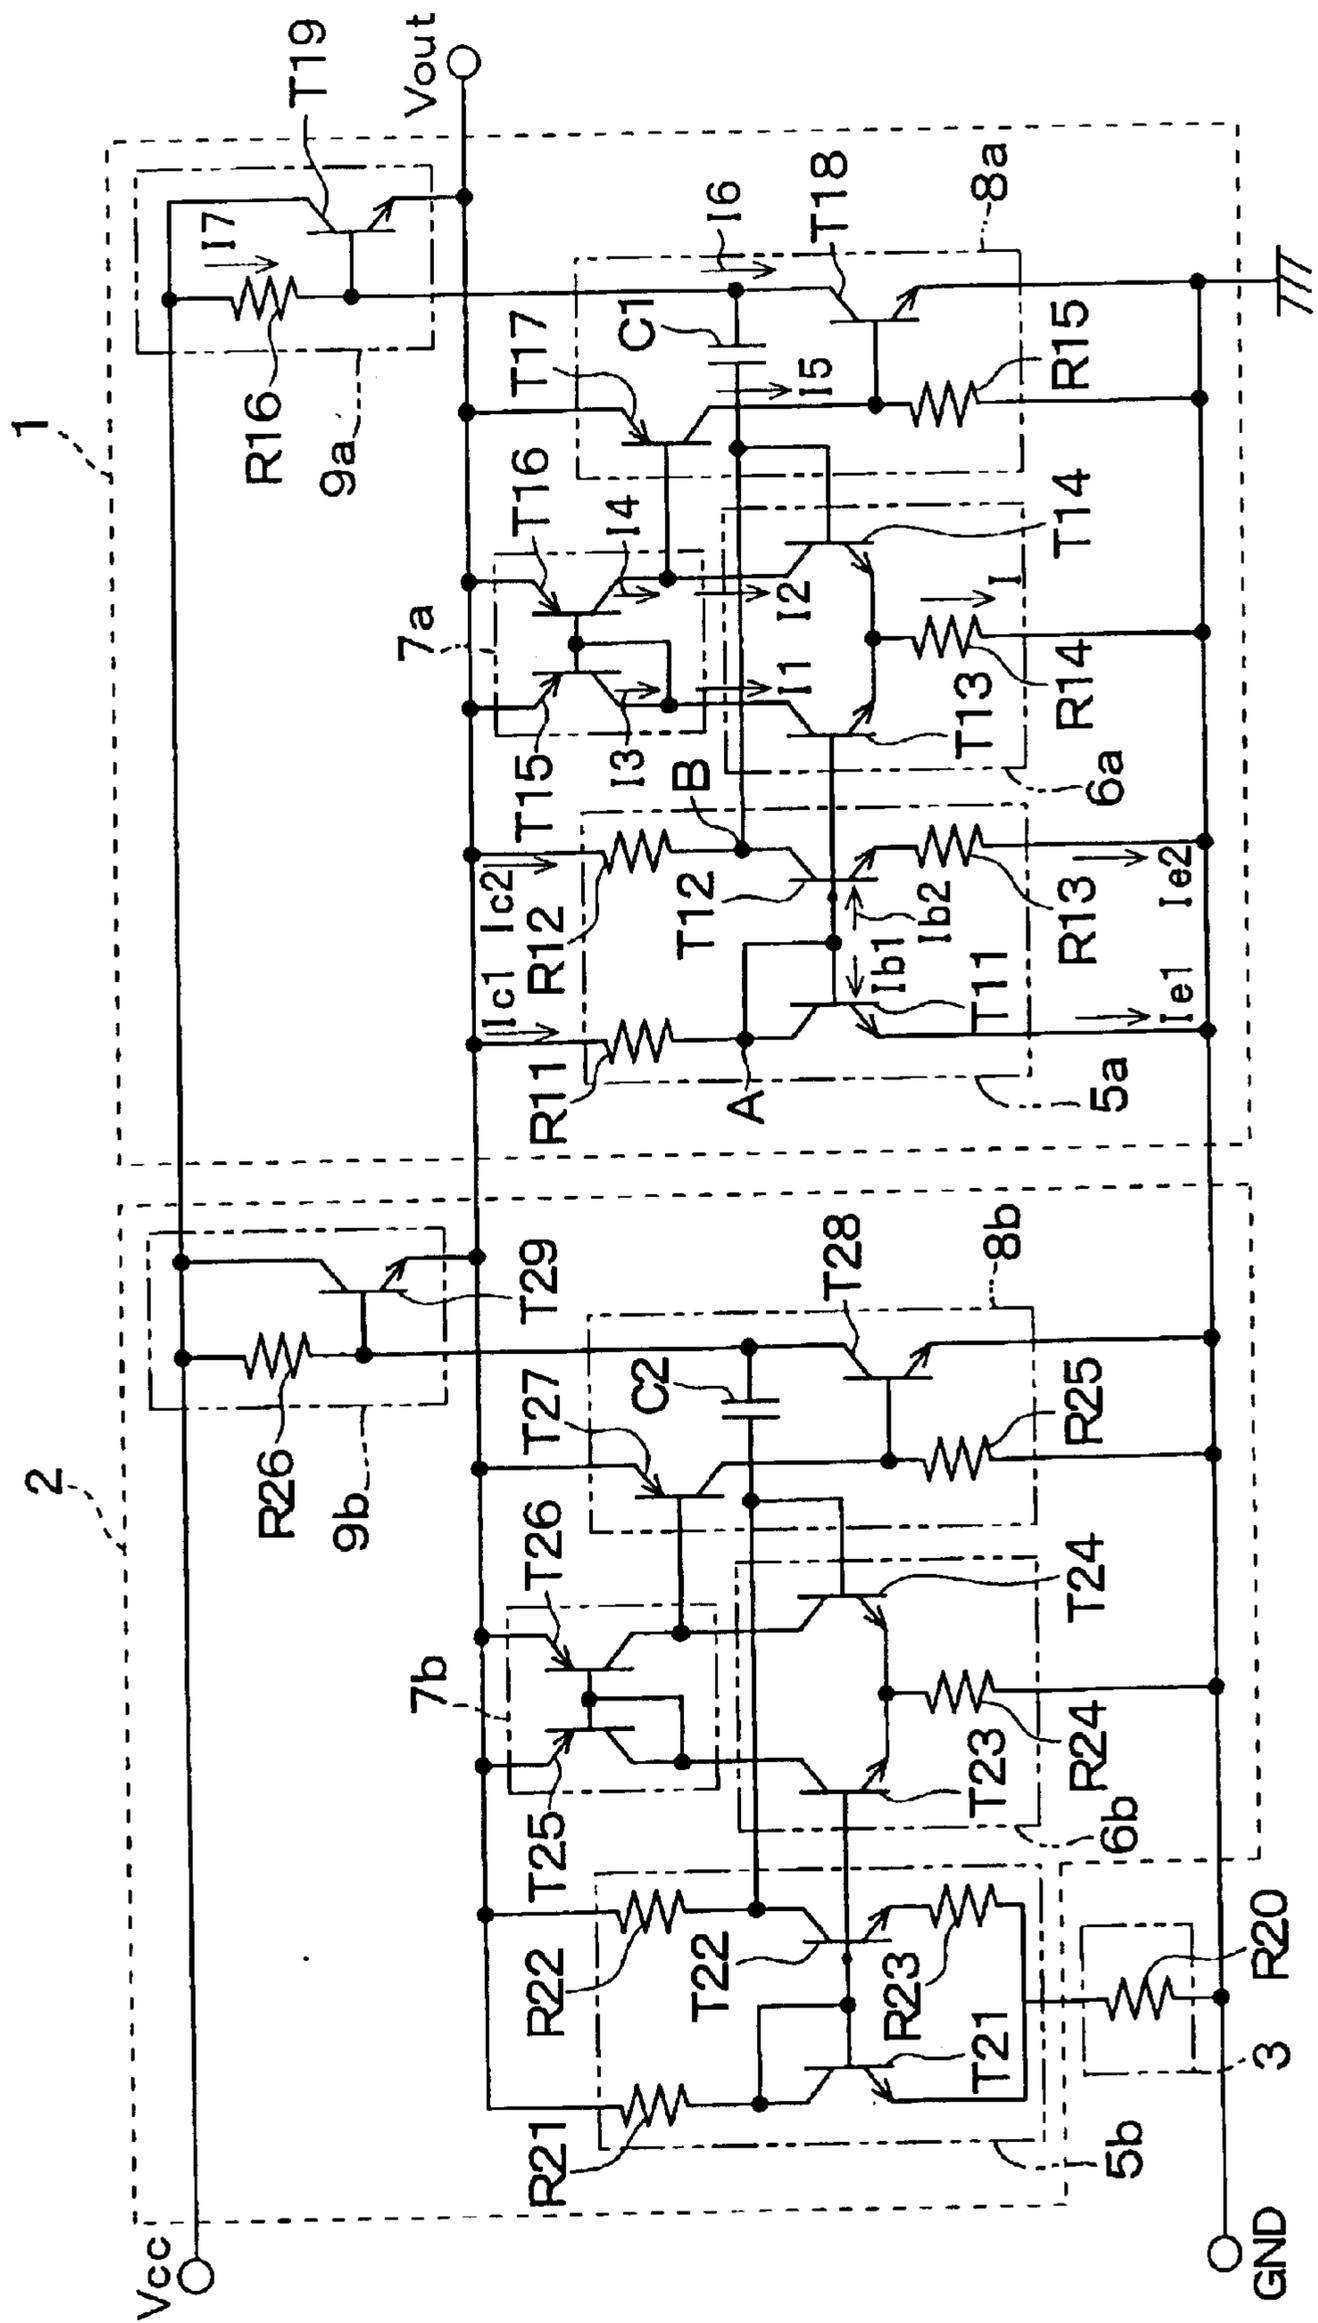 Vcc
2
R26
9b
T29
1
R16
9a
I7
T19
Vout
R21
R22
T25
7b
T26
T27
C2
T28
8b
R11
Ic1
R12
Ic2
T15
7a
T16
I3
I4
T17
C1
I6
T18
8a
T22
R23
T21
5b
T23
6b
R24
T24
R25
A
B
T12
Ib1
Ib2
T11
R13
5a
Ie1
Ie2
I1
I2
T13
6a
R14
I
T14
I5
R15
3
R20
GND